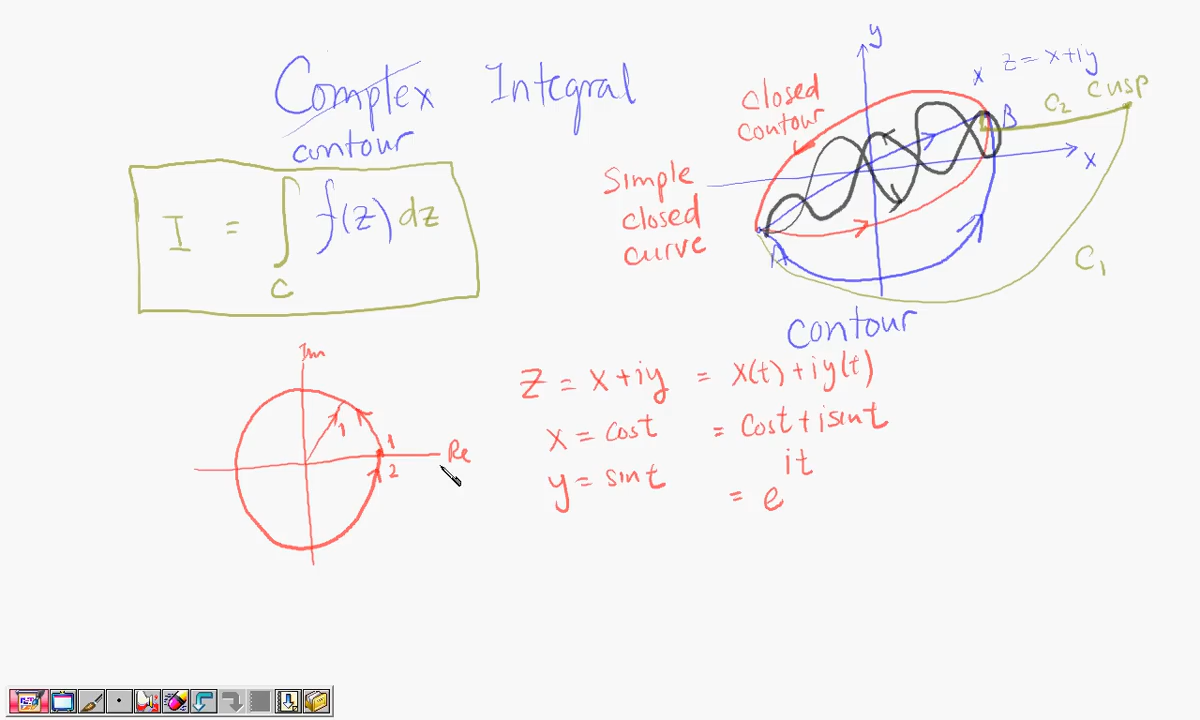 Complex Integral
contour
I = ∫ f(z) dz
C
y
x z = x+iy
C₂ cusp
B
x
closed
contour
simple
closed
curve
A
C₁
contour
Im
1
1
Re
2
z = x+iy = x(t)+iy(t)
x = cost = cost+isint
y = sint = e^{it}